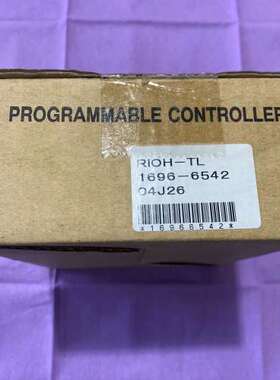 PROGRAMMABLE CONTROLLER
RIOH-TL
1696-6542
04J26
*16966542*